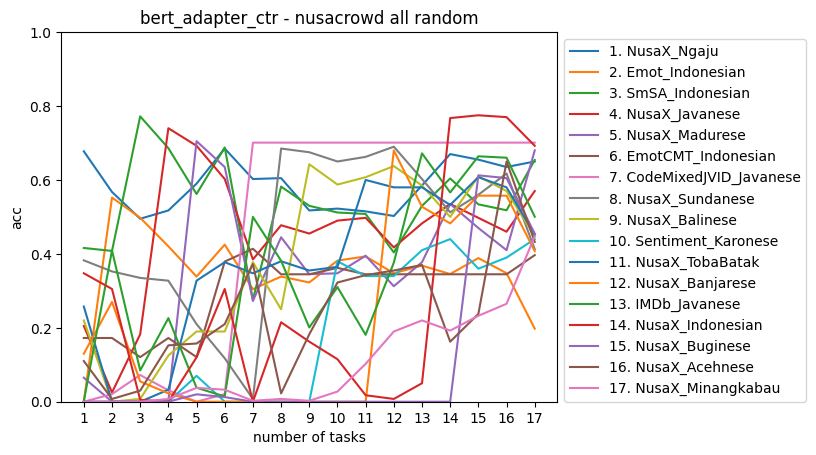 bert_adapter_ctr - nusacrowd all random
1.0
0.8
0.6
0.4
0.2
0.0
acc
1 2 3 4 5 6 7 8 9 10 11 12 13 14 15 16 17
number of tasks
1. NusaX_Ngaju
2. Emot_Indonesian
3. SmSA_Indonesian
4. NusaX_Javanese
5. NusaX_Madurese
6. EmotCMT_Indonesian
7. CodeMixedJVID_Javanese
8. NusaX_Sundanese
9. NusaX_Balinese
10. Sentiment_Karonese
11. NusaX_TobaBatak
12. NusaX_Banjarese
13. IMDb_Javanese
14. NusaX_Indonesian
15. NusaX_Buginese
16. NusaX_Acehnese
17. NusaX_Minangkabau